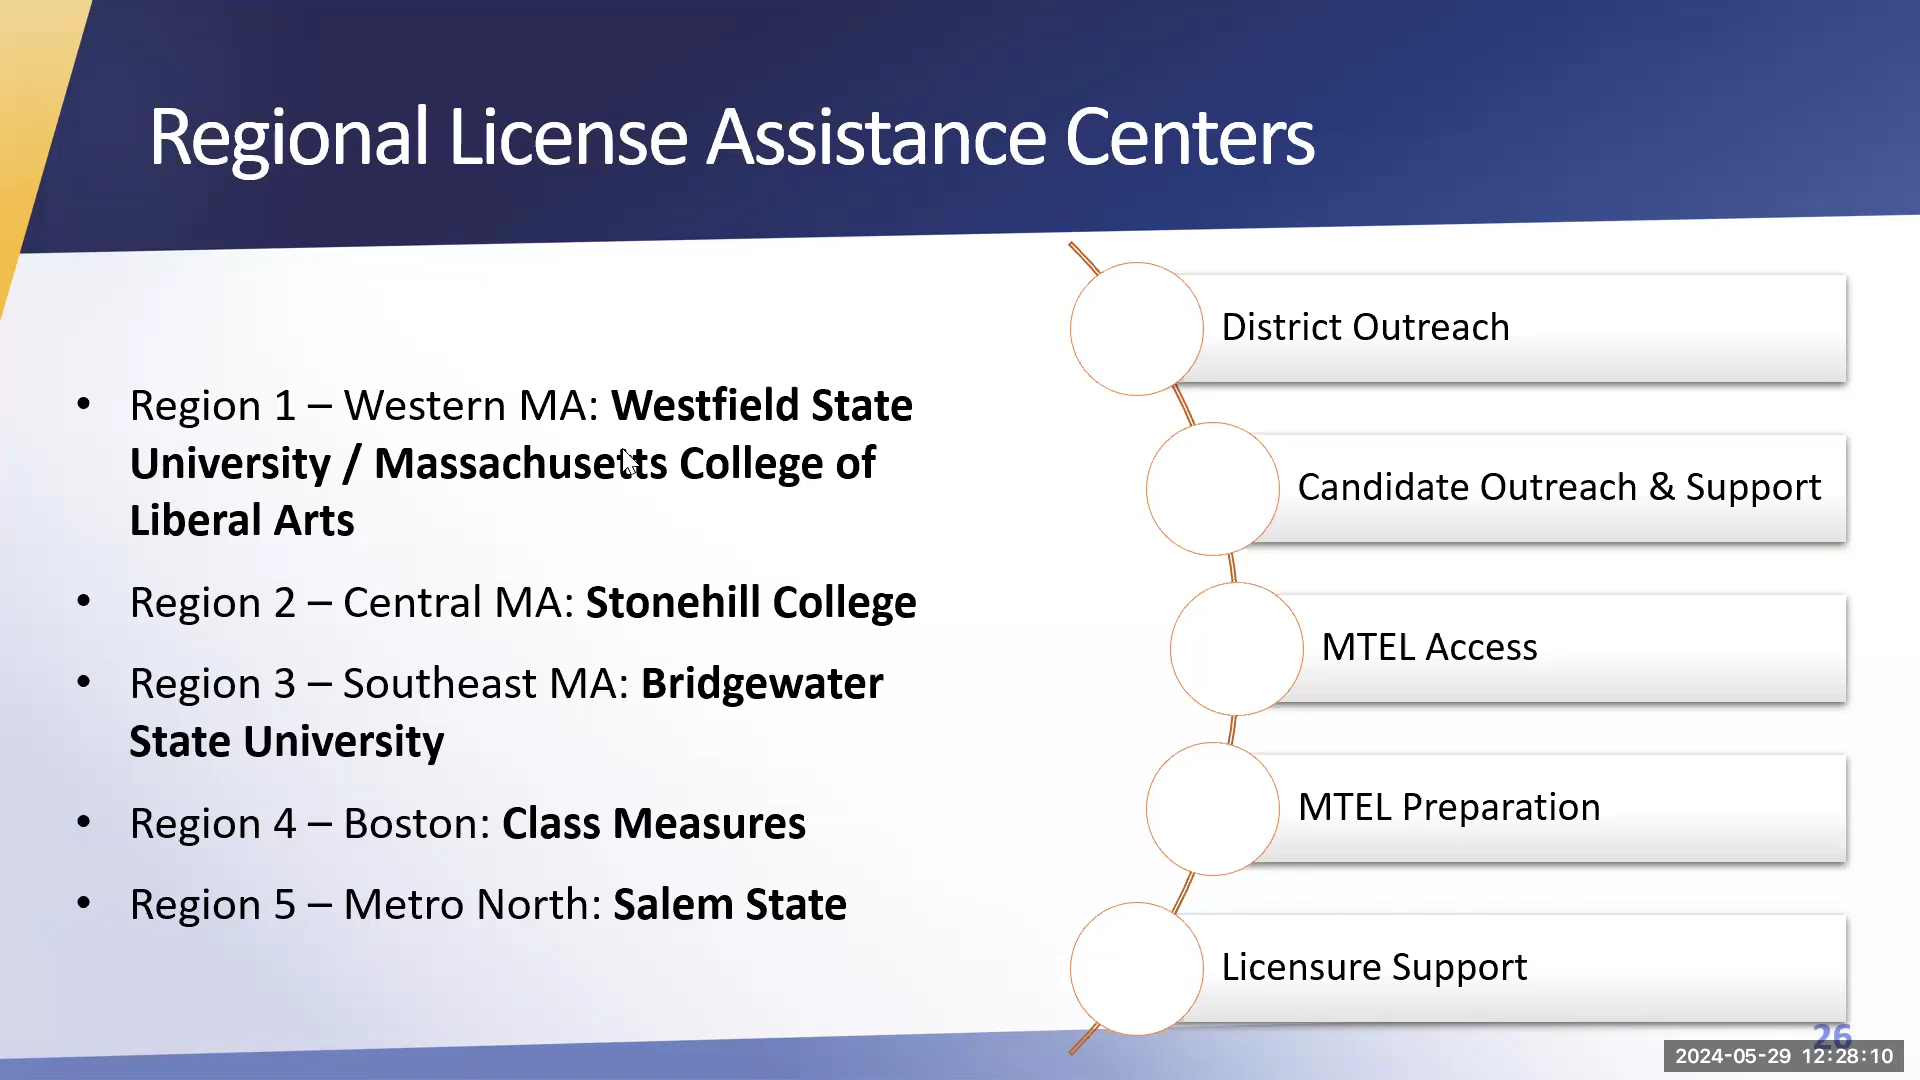 Regional License Assistance Centers
• Region 1 – Western MA: Westfield State
University / Massachusetts College of
Liberal Arts
• Region 2 – Central MA: Stonehill College
• Region 3 – Southeast MA: Bridgewater
State University
• Region 4 – Boston: Class Measures
• Region 5 – Metro North: Salem State
District Outreach
Candidate Outreach & Support
MTEL Access
MTEL Preparation
Licensure Support
26
2024-05-29 12:28:10